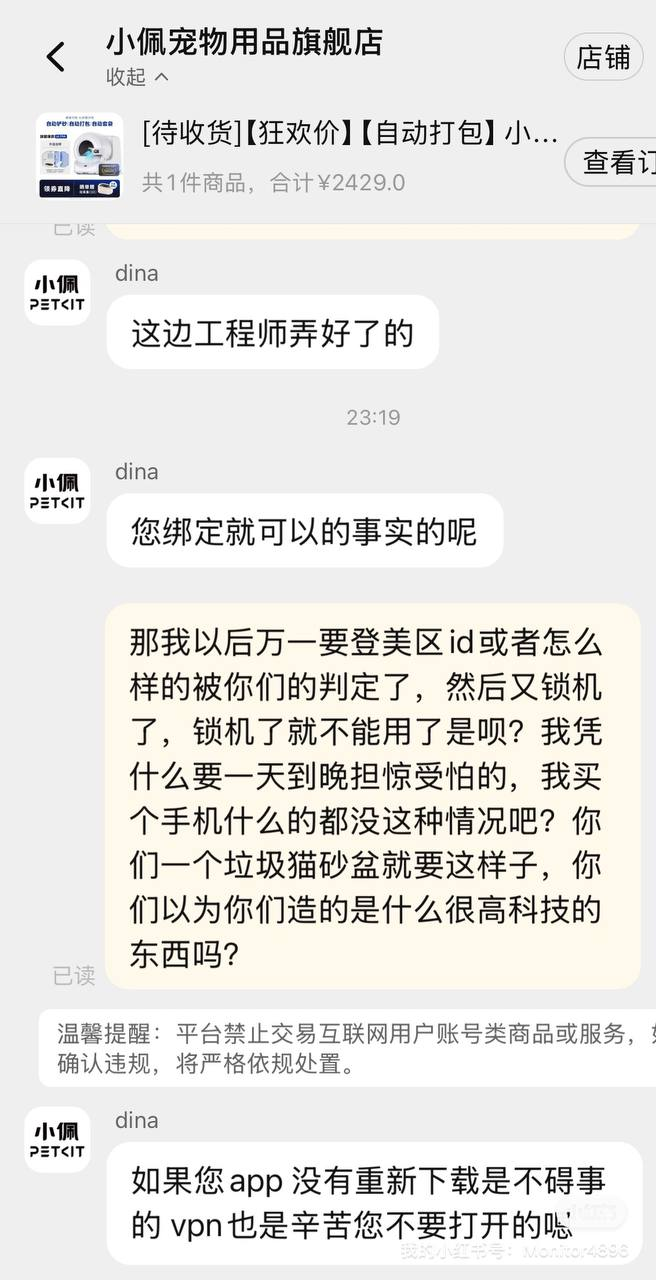 小佩宠物用品旗舰店
收起
店铺
[待收货]【狂欢价】【自动打包】小...
共1件商品，合计¥2429.0
查看订
已读
小佩
PETKIT
dina
这边工程师弄好了的
23:19
小佩
PETKIT
dina
您绑定就可以的事实的呢
那我以后万一要登美区id或者怎么
样的被你们的判定了，然后又锁机
了，锁机了就不能用了是呗？我凭
什么要一天到晚担惊受怕的，我买
个手机什么的都没这种情况吧？你
们一个垃圾猫砂盆就要这样子，你
们以为你们造的是什么很高科技的
东西吗？
已读
温馨提醒：平台禁止交易互联网用户账号类商品或服务，
确认违规，将严格依规处置。
小佩
PETKIT
dina
如果您app 没有重新下载是不碍事
的 vpn也是辛苦您不要打开的嗯
我的小红书号：Monitor4896